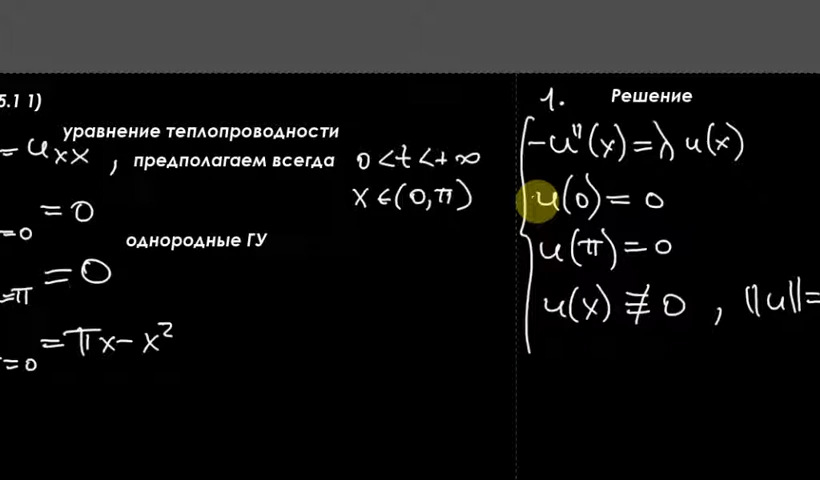 5.1 1)
уравнение теплопроводности
= uxx , предполагаем всегда 0 < t < + ∞
x ∈ (0, π)
=0 = 0
однородные ГУ
=π = 0
=0 = πx − x²
1. Решение
−u''(x) = λ u(x)
u(0) = 0
u(π) = 0
u(x) ≢ 0 , ||u|| =